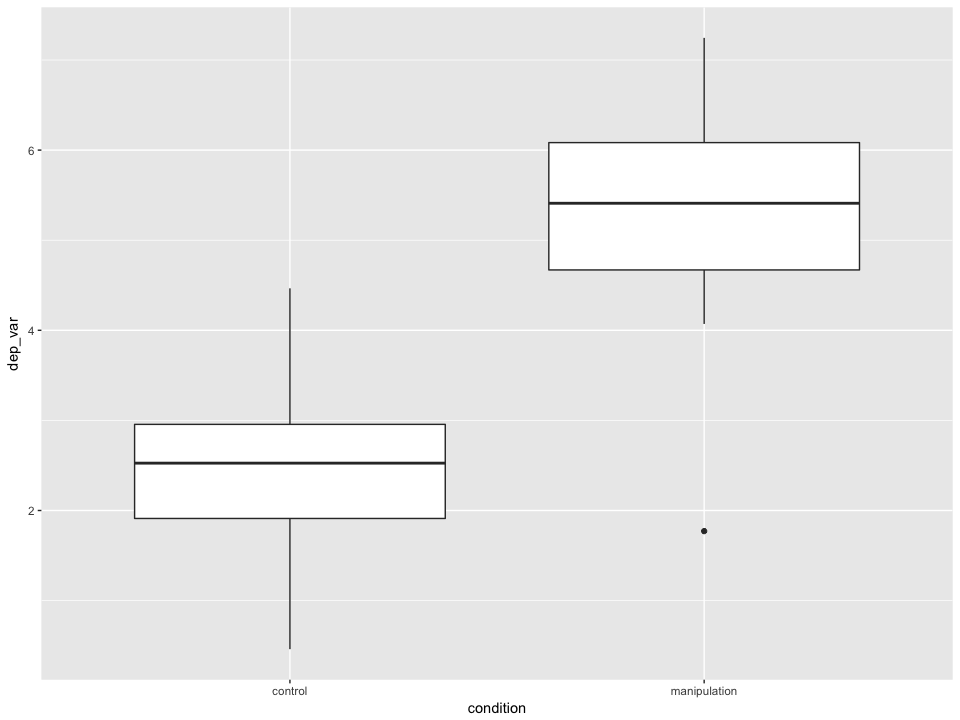 dep_var
6
4
2
control
manipulation
condition